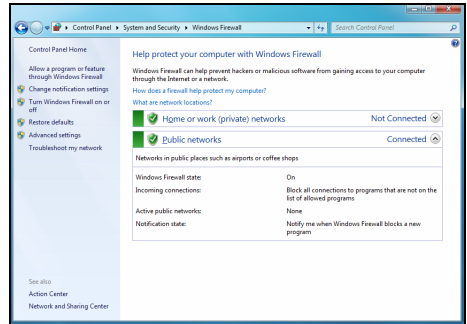 Control Panel ▸ System and Security ▸ Windows Firewall
Search Control Panel
Control Panel Home
Allow a program or feature
through Windows Firewall
Change notification settings
Turn Windows Firewall on or
off
Restore defaults
Advanced settings
Troubleshoot my network
See also
Action Center
Network and Sharing Center
Help protect your computer with Windows Firewall
Windows Firewall can help prevent hackers or malicious software from gaining access to your computer
through the Internet or a network.
How does a firewall help protect my computer?
What are network locations?
Home or work (private) networks Not Connected
Public networks Connected
Networks in public places such as airports or coffee shops
Windows Firewall state: On
Incoming connections: Block all connections to programs that are not on the
list of allowed programs
Active public networks: None
Notification state: Notify me when Windows Firewall blocks a new
program